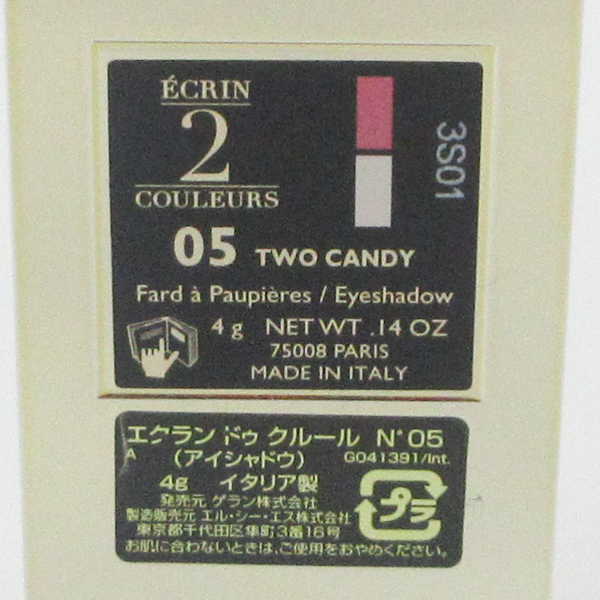 ÉCRIN
2
COULEURS
3S01
05 TWO CANDY
Fard à Paupières / Eyeshadow
4 g NET WT .14 OZ
75008 PARIS
MADE IN ITALY
エクラン ドゥ クルール N°05
A （アイシャドウ） G041391/Int.
4g イタリア製
発売元 ゲラン株式会社
製造販売元 エル・シー・エス株式会社
東京都千代田区隼町3番16号
お肌に合わないときは、ご使用をおやめください。
プラ